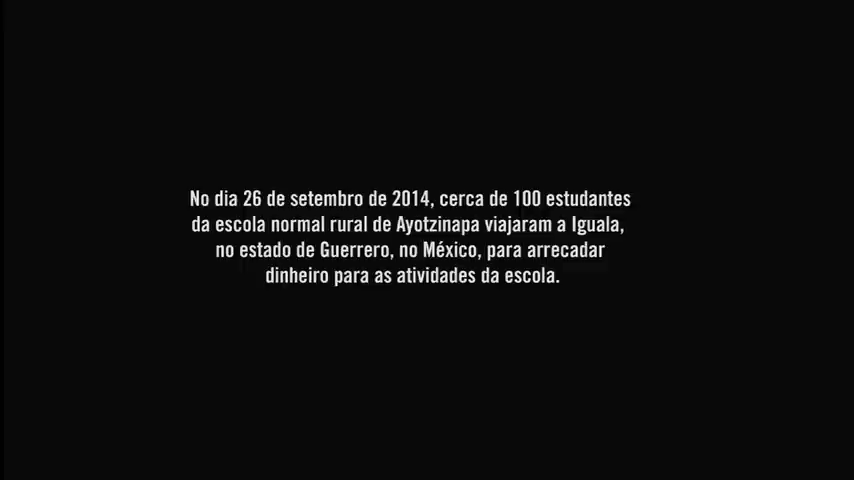 No dia 26 de setembro de 2014, cerca de 100 estudantes
da escola normal rural de Ayotzinapa viajaram a Iguala,
no estado de Guerrero, no México, para arrecadar
dinheiro para as atividades da escola.